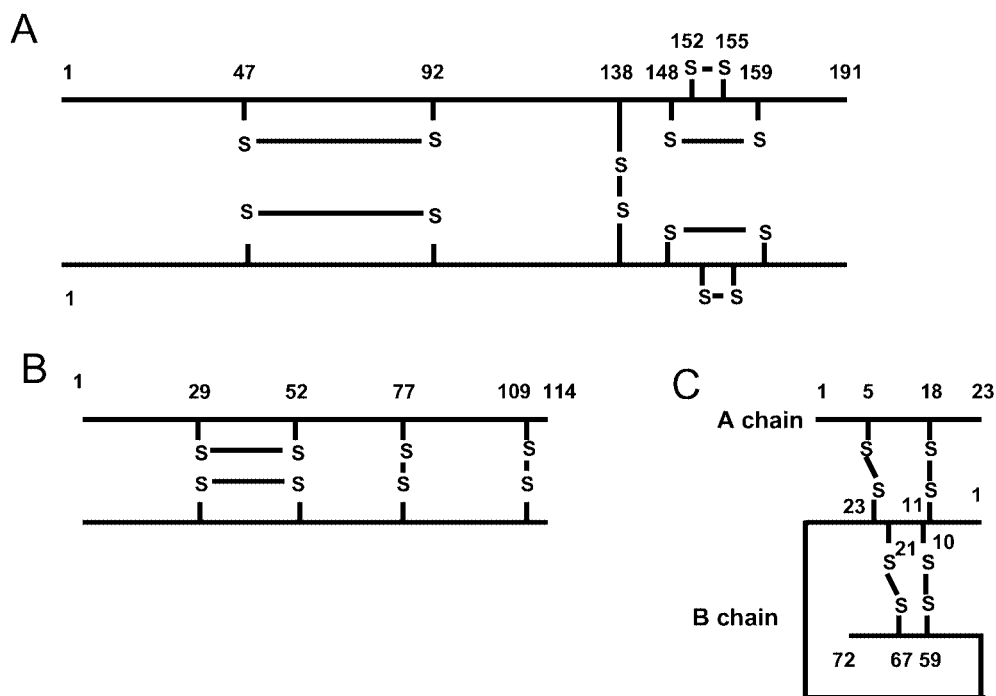 A
152 155
S S
1 47 92 138 148 159 191
S S S S
S
S S S
S S
1
S S
B
1 29 52 77 109 114
S S S S
S S S S
C
1 5 18 23
A chain
S S
S S
23 11 1
21 10
S S
S S
B chain
72 67 59